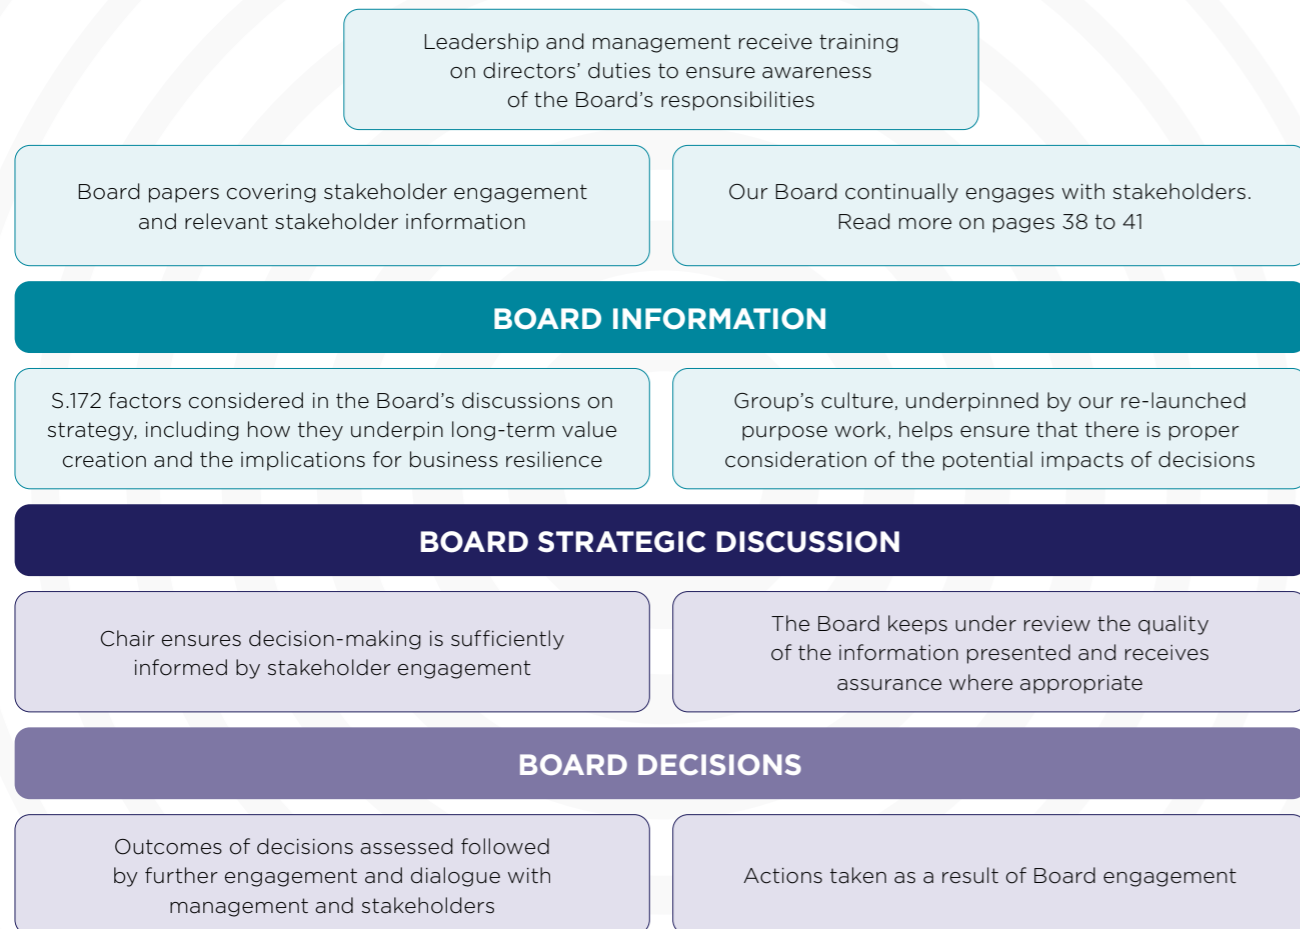 Leadership and management receive training
on directors’ duties to ensure awareness
of the Board’s responsibilities
Board papers covering stakeholder engagement
and relevant stakeholder information
Our Board continually engages with stakeholders.
Read more on pages 38 to 41
BOARD INFORMATION
S.172 factors considered in the Board’s discussions on
strategy, including how they underpin long-term value
creation and the implications for business resilience
Group’s culture, underpinned by our re-launched
purpose work, helps ensure that there is proper
consideration of the potential impacts of decisions
BOARD STRATEGIC DISCUSSION
Chair ensures decision-making is sufficiently
informed by stakeholder engagement
The Board keeps under review the quality
of the information presented and receives
assurance where appropriate
BOARD DECISIONS
Outcomes of decisions assessed followed
by further engagement and dialogue with
management and stakeholders
Actions taken as a result of Board engagement